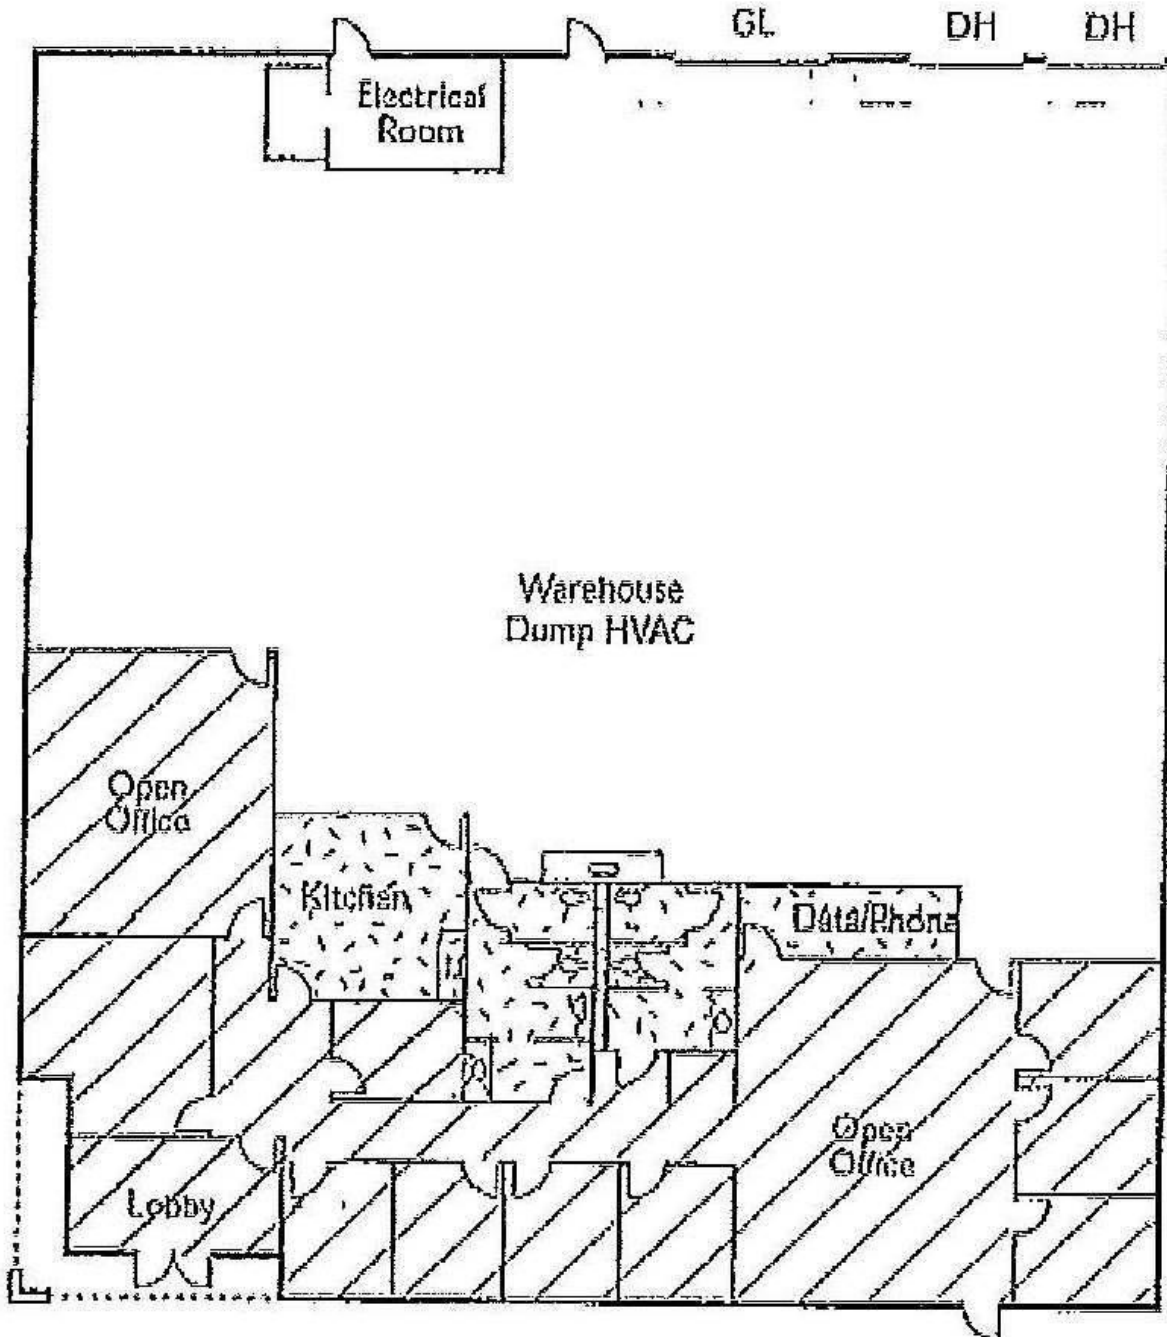 GL DH DH
Electrical
Room
Warehouse
Dump HVAC
Open
Office
Kitchen
Data/Phone
Open
Office
Lobby